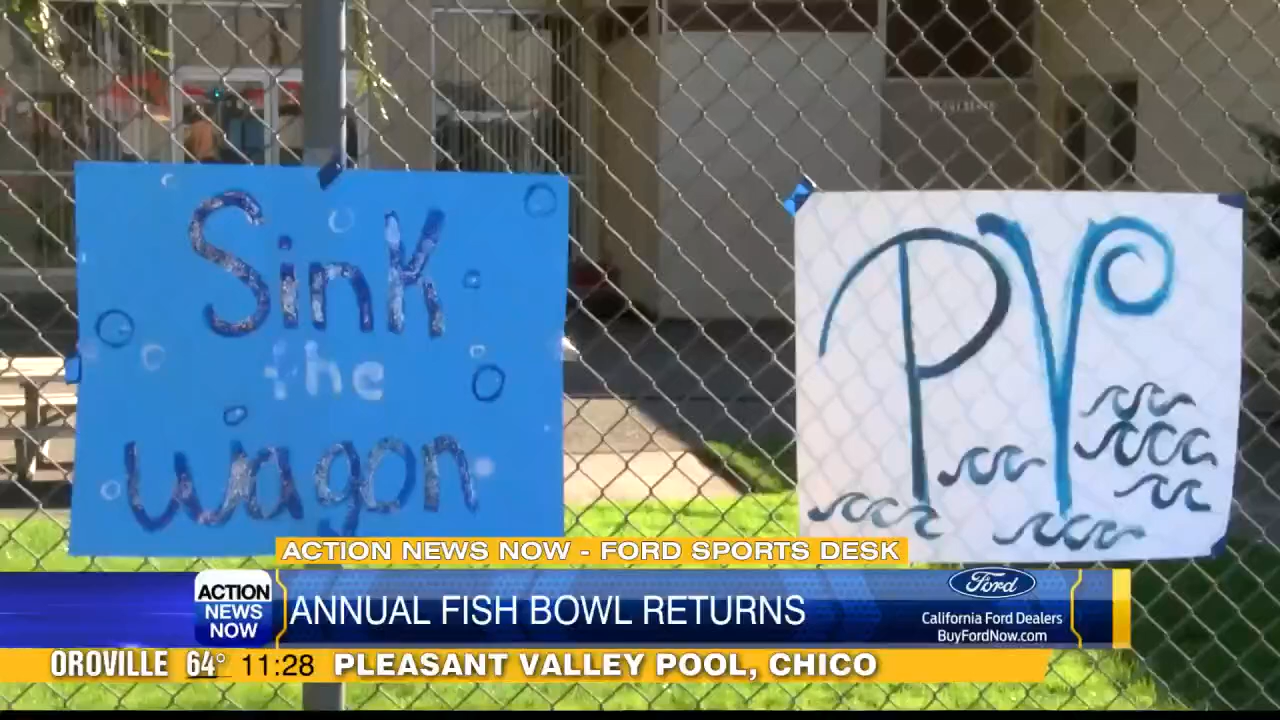 Sink
the
wagon
PV
ACTION NEWS NOW - FORD SPORTS DESK
ACTION
NEWS
NOW
ANNUAL FISH BOWL RETURNS
Ford
California Ford Dealers
BuyFordNow.com
OROVILLE 64° 11:28 PLEASANT VALLEY POOL, CHICO